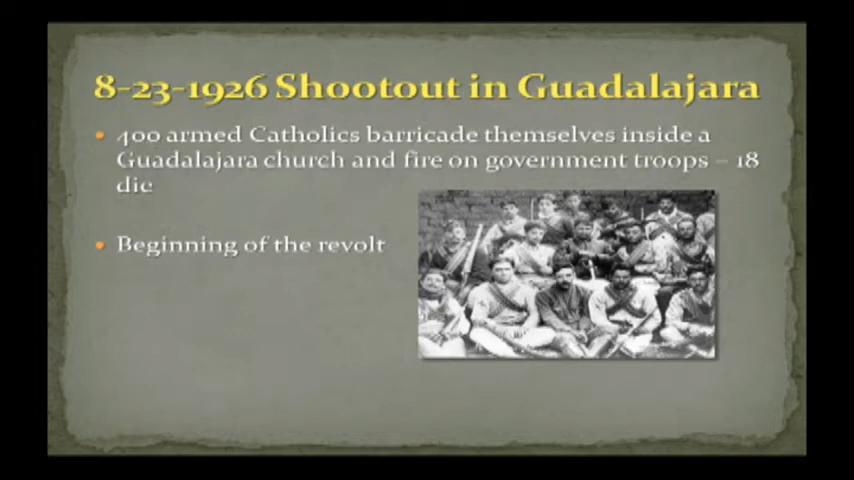 8-23-1926 Shootout in Guadalajara
• 400 armed Catholics barricade themselves inside a
Guadalajara church and fire on government troops – 18
die
• Beginning of the revolt